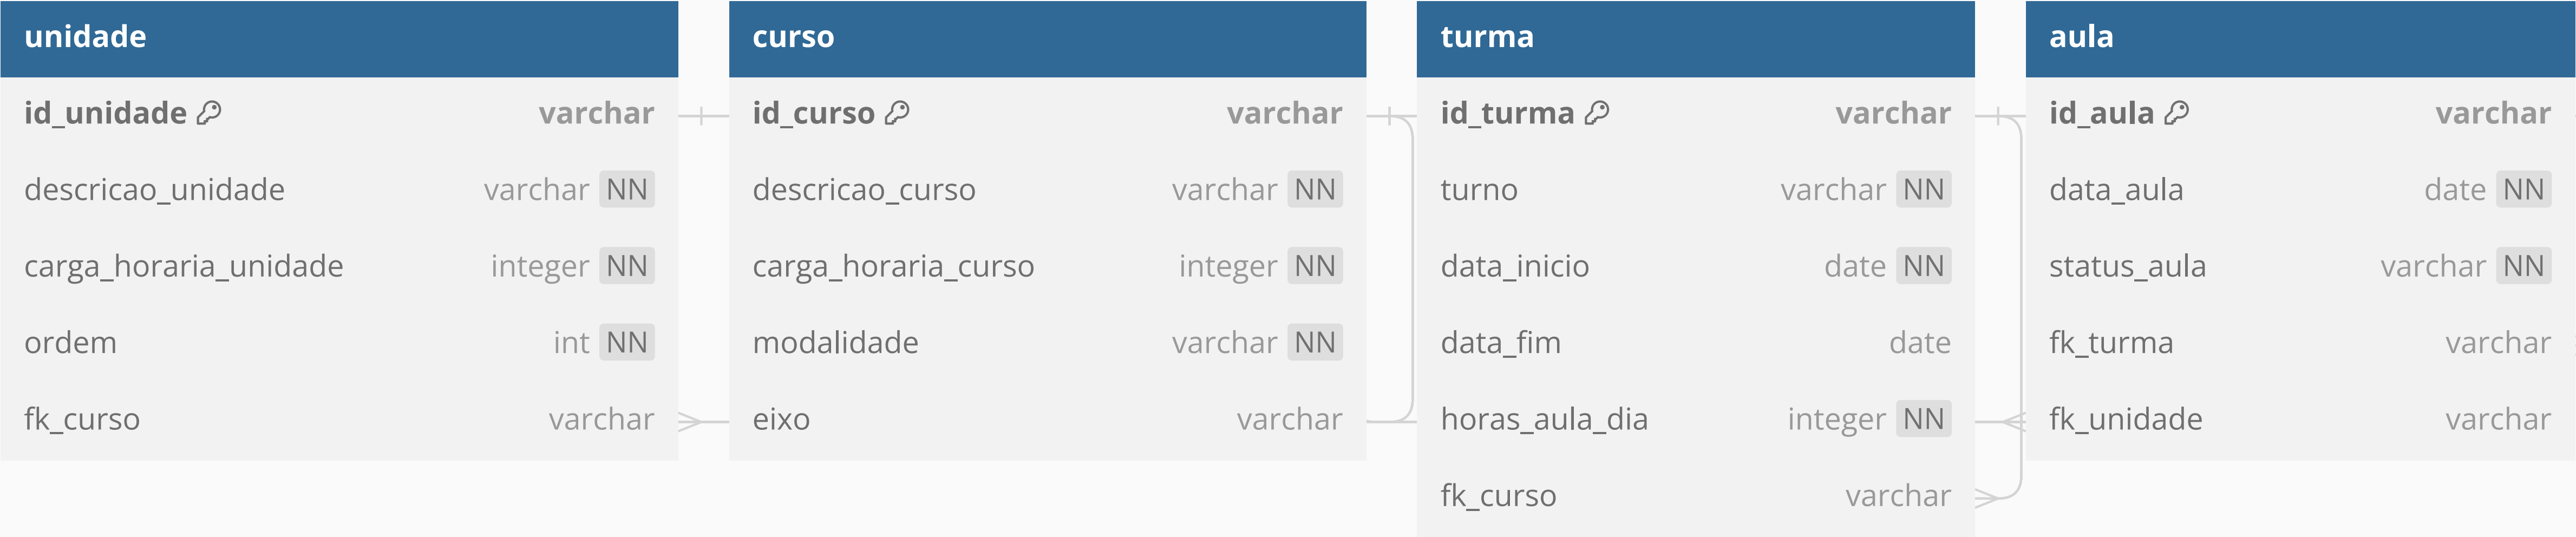 unidade
id_unidade varchar
descricao_unidade varchar NN
carga_horaria_unidade integer NN
ordem int NN
fk_curso varchar
curso
id_curso varchar
descricao_curso varchar NN
carga_horaria_curso integer NN
modalidade varchar NN
eixo varchar
turma
id_turma varchar
turno varchar NN
data_inicio date NN
data_fim date
horas_aula_dia integer NN
fk_curso varchar
aula
id_aula varchar
data_aula date NN
status_aula varchar NN
fk_turma varchar
fk_unidade varchar